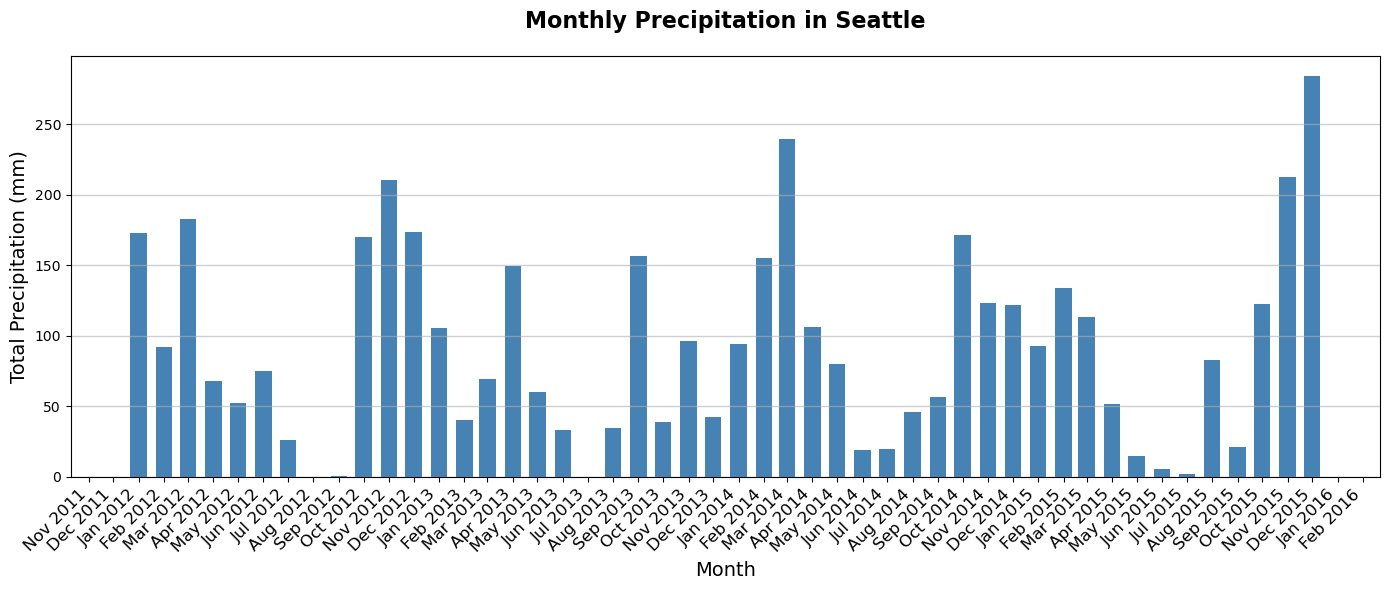 Monthly Precipitation in Seattle
Total Precipitation (mm)
250
200
150
100
50
0
Nov 2011
Dec 2011
Jan 2012
Feb 2012
Mar 2012
Apr 2012
May 2012
Jun 2012
Jul 2012
Aug 2012
Sep 2012
Oct 2012
Nov 2012
Dec 2012
Jan 2013
Feb 2013
Mar 2013
Apr 2013
May 2013
Jun 2013
Jul 2013
Aug 2013
Sep 2013
Oct 2013
Nov 2013
Dec 2013
Jan 2014
Feb 2014
Mar 2014
Apr 2014
May 2014
Jun 2014
Jul 2014
Aug 2014
Sep 2014
Oct 2014
Nov 2014
Dec 2014
Jan 2015
Feb 2015
Mar 2015
Apr 2015
May 2015
Jun 2015
Jul 2015
Aug 2015
Sep 2015
Oct 2015
Nov 2015
Dec 2015
Jan 2016
Feb 2016
Month